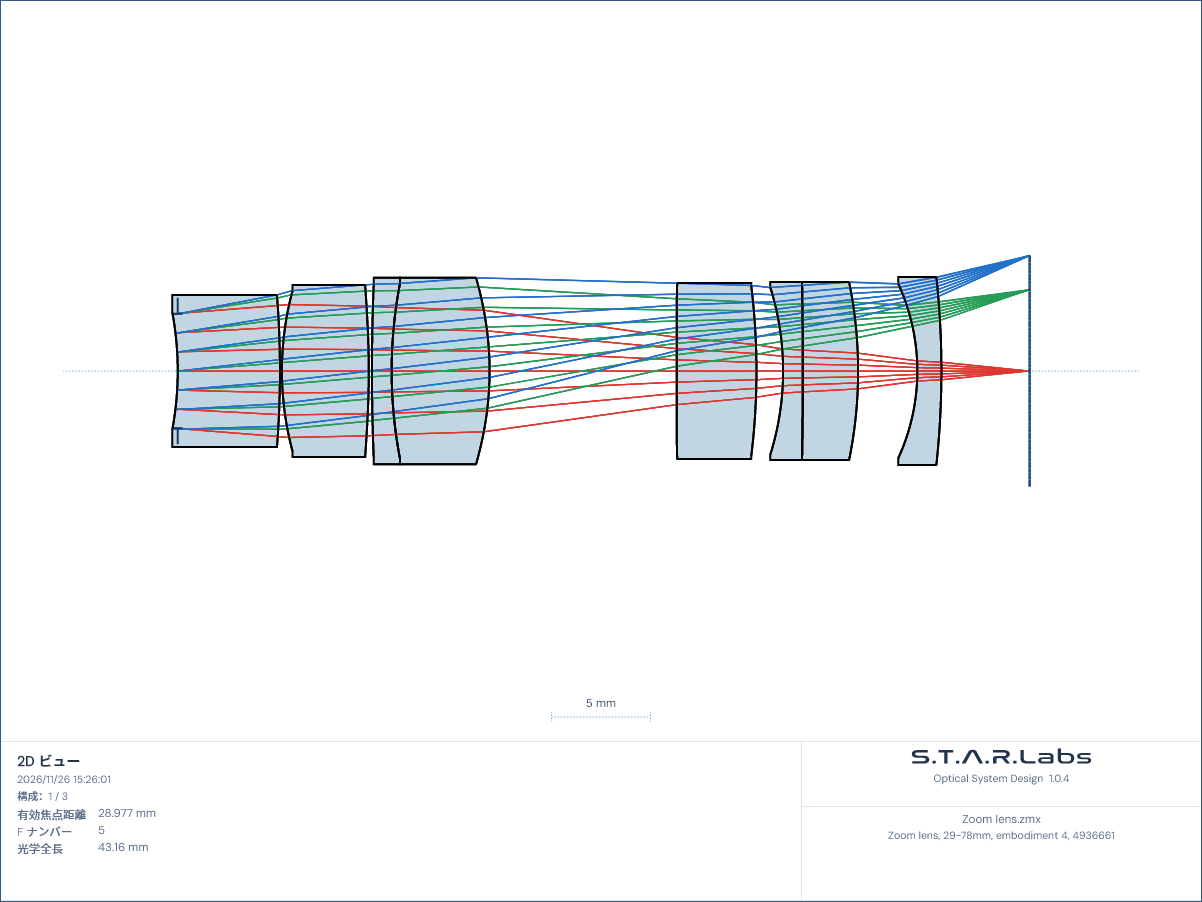 5 mm
2D ビュー
2026/11/26 15:26:01
構成: 1 / 3
有効焦点距離 28.977 mm
F ナンバー 5
光学全長 43.16 mm
S.T.A.R.Labs
Optical System Design 1.0.4
Zoom lens.zmx
Zoom lens, 29-78mm, embodiment 4, 4936661